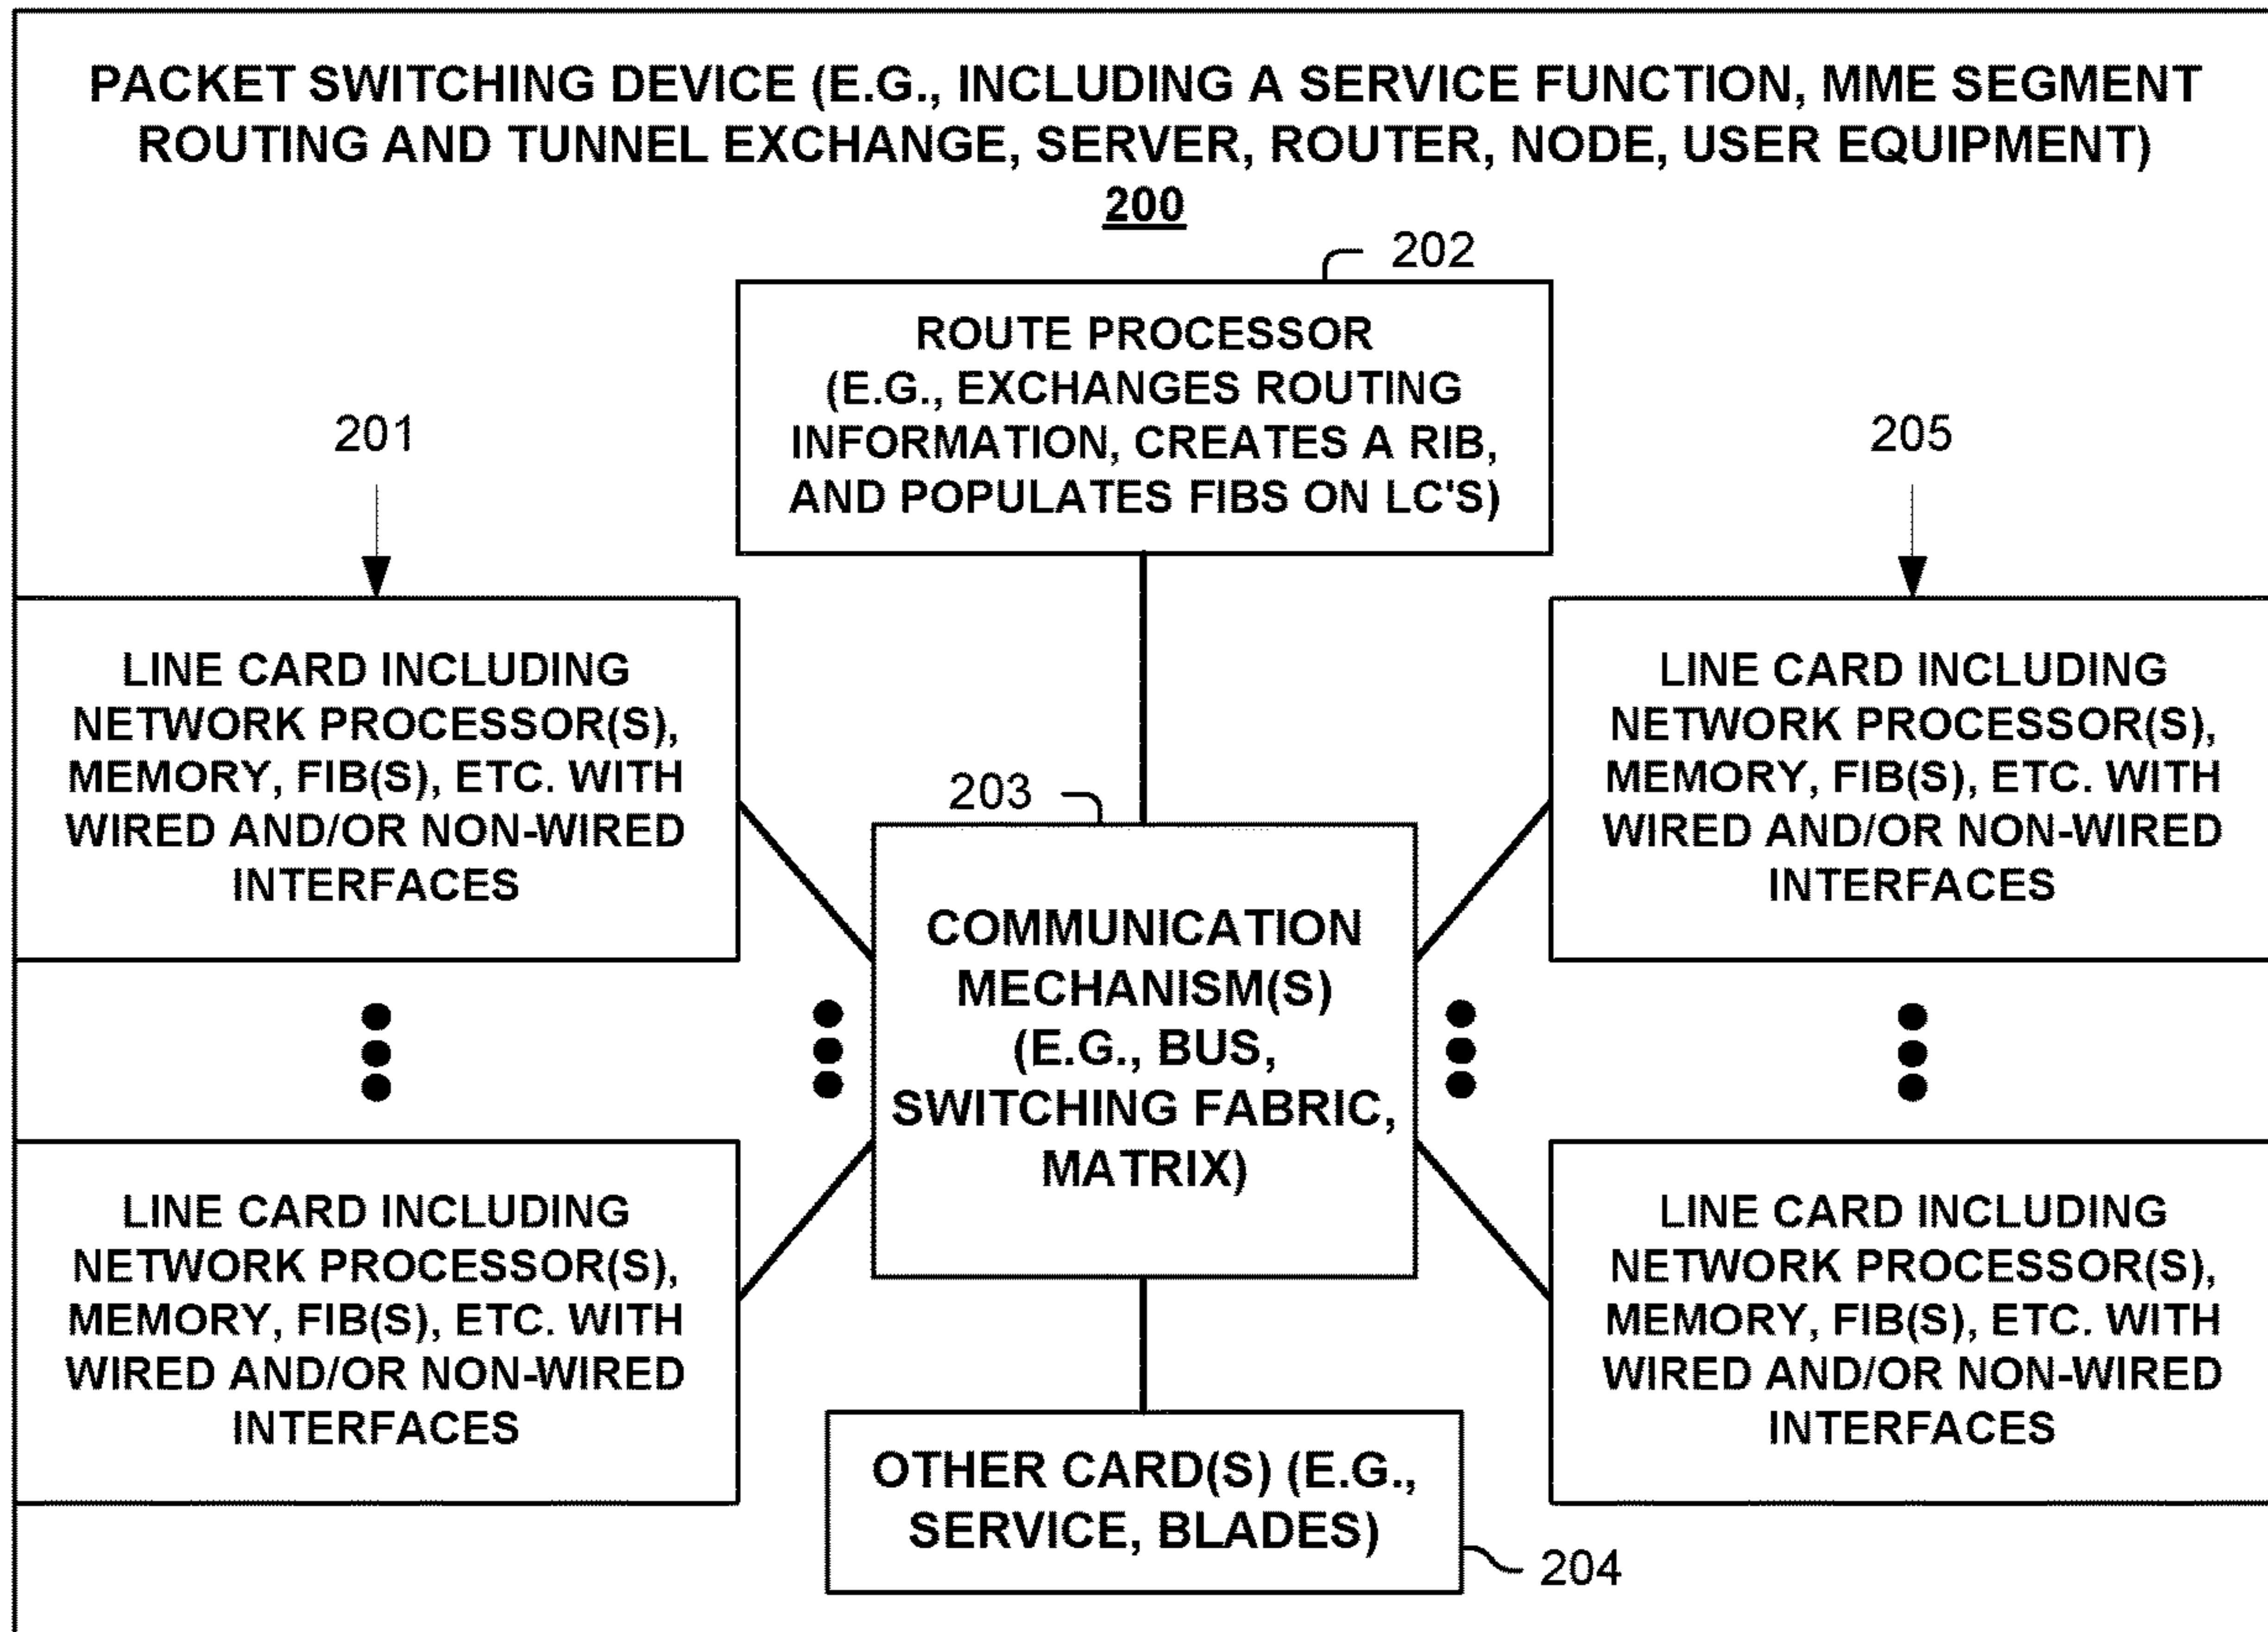 PACKET SWITCHING DEVICE (E.G., INCLUDING A SERVICE FUNCTION, MME SEGMENT
ROUTING AND TUNNEL EXCHANGE, SERVER, ROUTER, NODE, USER EQUIPMENT)
200
202
ROUTE PROCESSOR
(E.G., EXCHANGES ROUTING
INFORMATION, CREATES A RIB,
AND POPULATES FIBS ON LC'S)
201
205
LINE CARD INCLUDING
NETWORK PROCESSOR(S),
MEMORY, FIB(S), ETC. WITH
WIRED AND/OR NON-WIRED
INTERFACES
LINE CARD INCLUDING
NETWORK PROCESSOR(S),
MEMORY, FIB(S), ETC. WITH
WIRED AND/OR NON-WIRED
INTERFACES
203
COMMUNICATION
MECHANISM(S)
(E.G., BUS,
SWITCHING FABRIC,
MATRIX)
LINE CARD INCLUDING
NETWORK PROCESSOR(S),
MEMORY, FIB(S), ETC. WITH
WIRED AND/OR NON-WIRED
INTERFACES
LINE CARD INCLUDING
NETWORK PROCESSOR(S),
MEMORY, FIB(S), ETC. WITH
WIRED AND/OR NON-WIRED
INTERFACES
OTHER CARD(S) (E.G.,
SERVICE, BLADES)
204